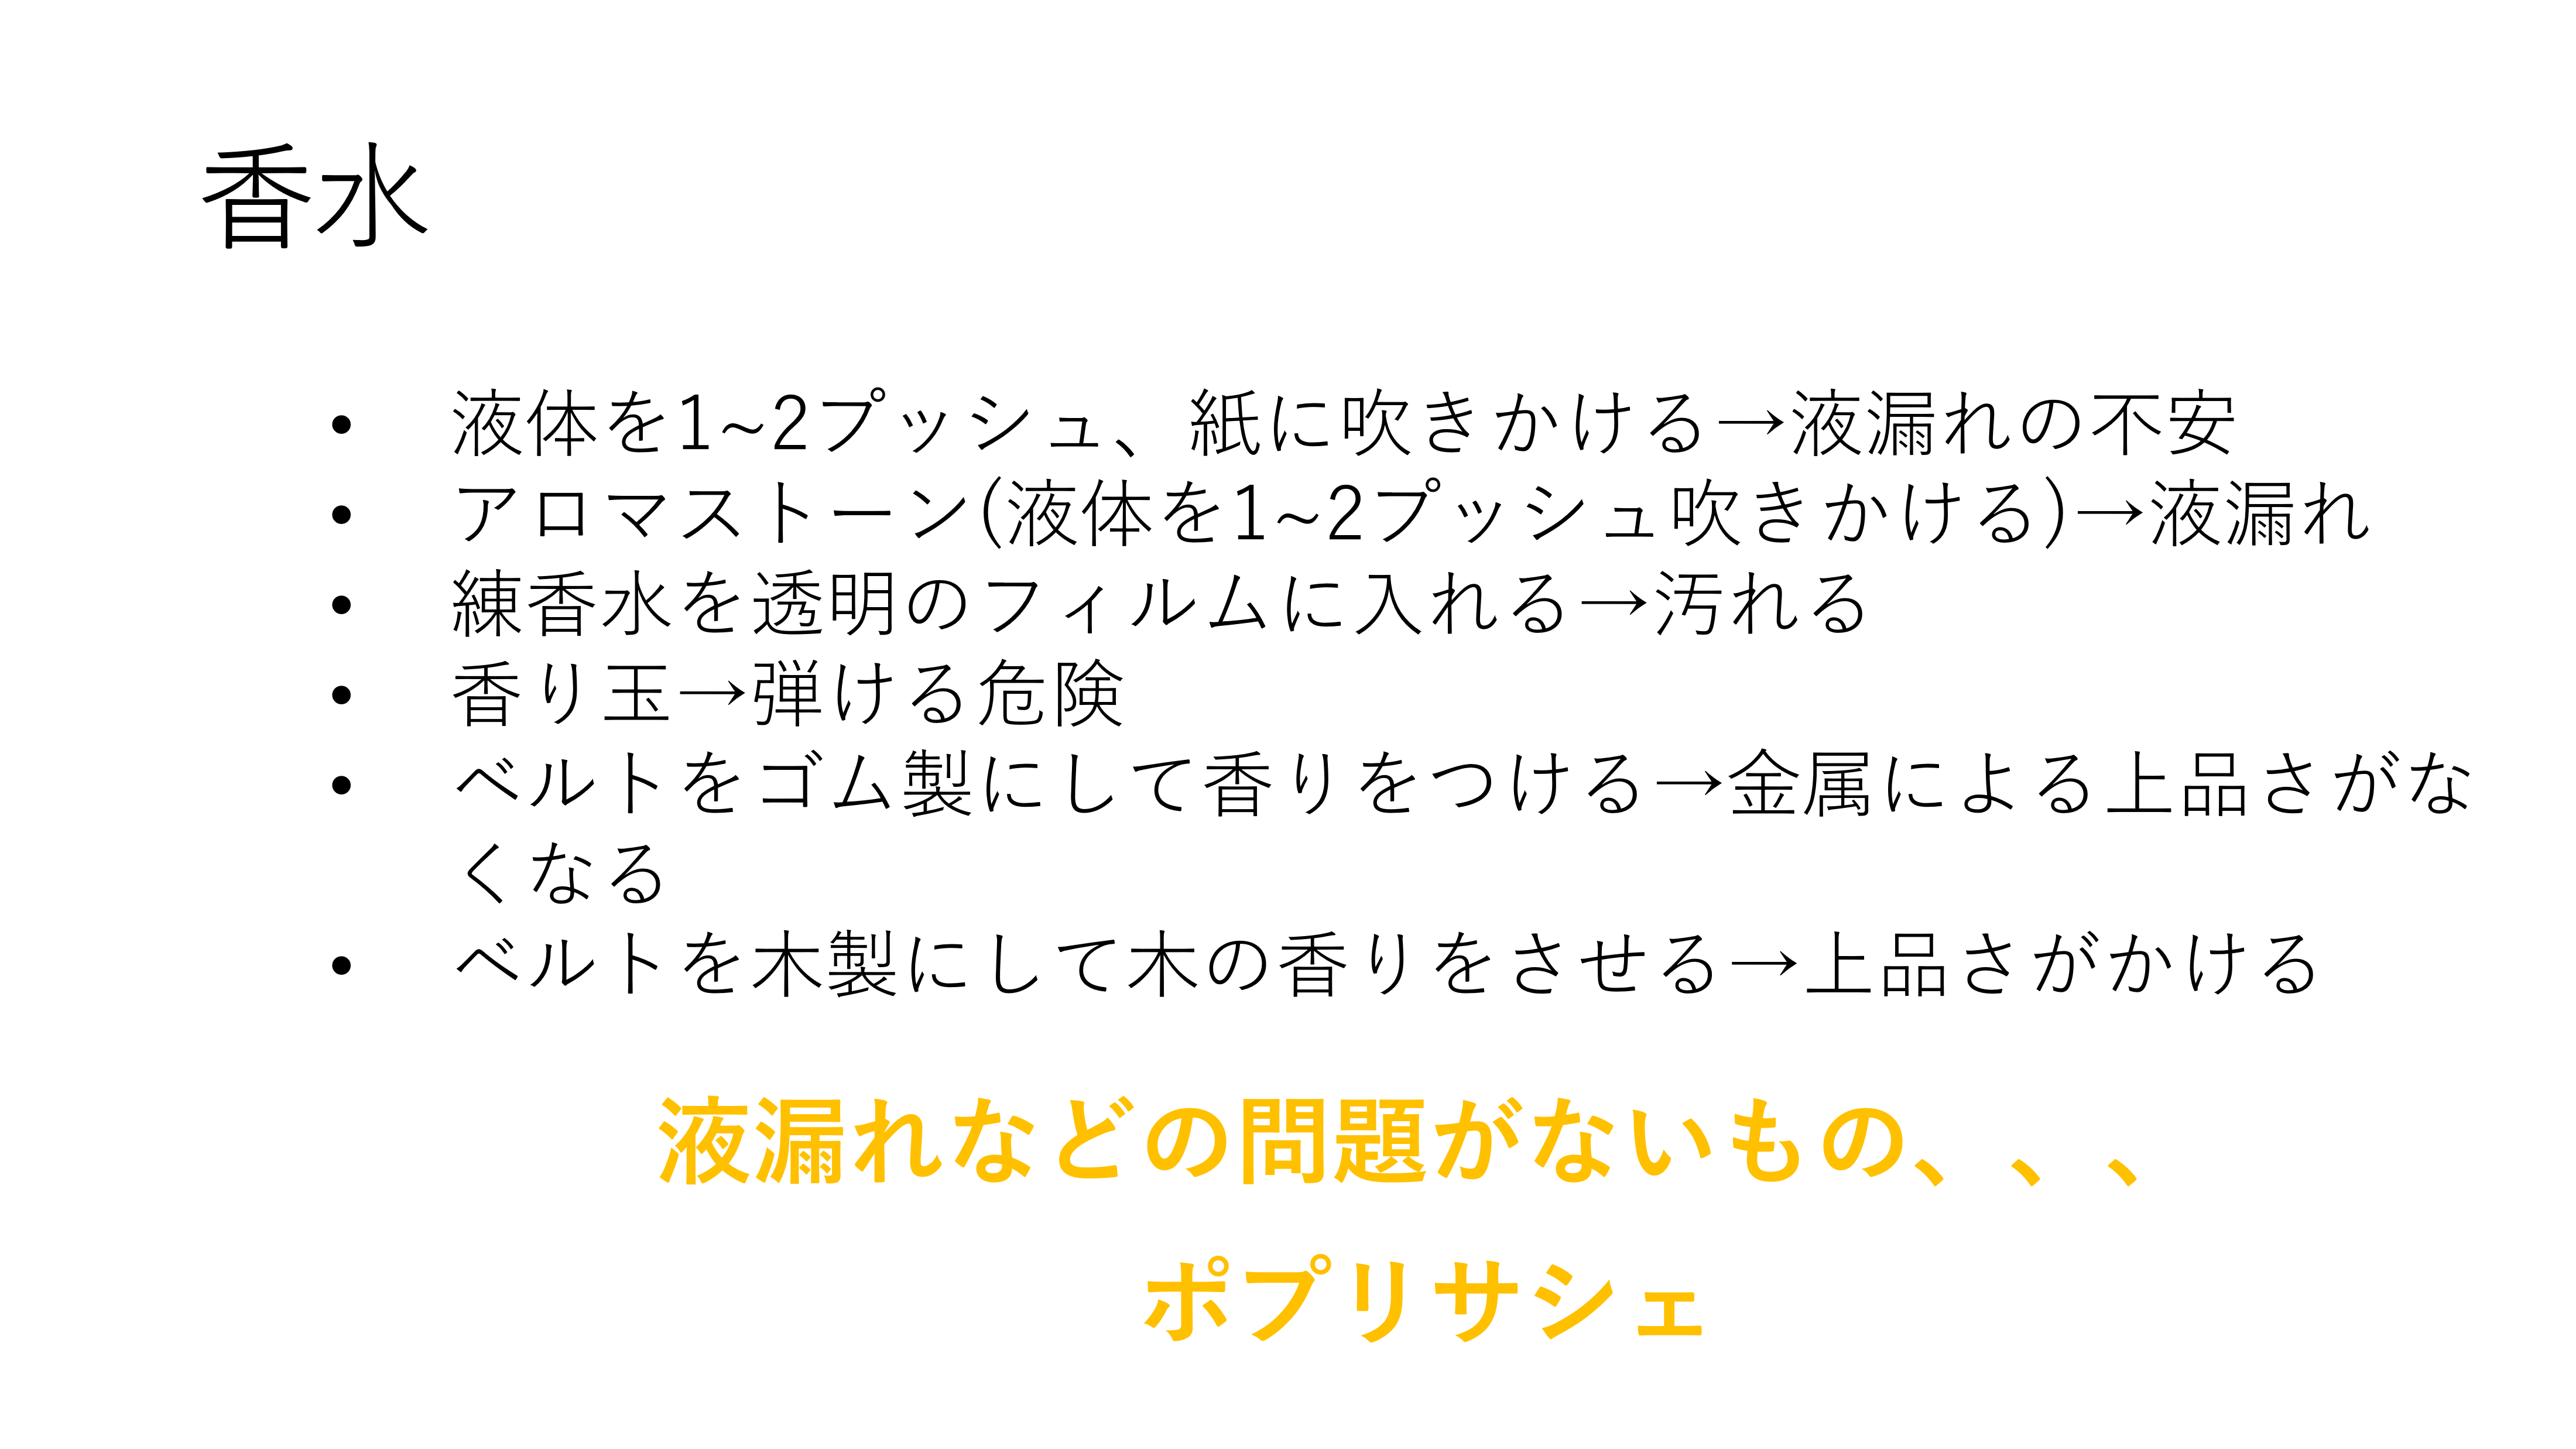 香水
• 液体を1~2プッシュ、紙に吹きかける→液漏れの不安
• アロマストーン(液体を1~2プッシュ吹きかける)→液漏れ
• 練香水を透明のフィルムに入れる→汚れる
• 香り玉→弾ける危険
• ベルトをゴム製にして香りをつける→金属による上品さがな
くなる
• ベルトを木製にして木の香りをさせる→上品さがかける
液漏れなどの問題がないもの、、、
ポプリサシェ